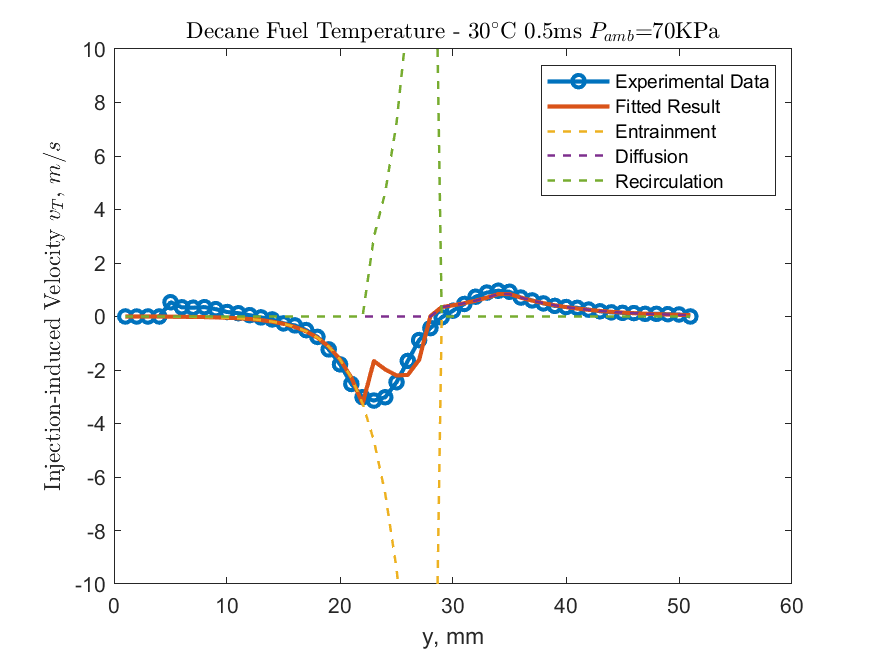 Decane Fuel Temperature - 30°C 0.5ms P_amb=70KPa
Injection-induced Velocity v_T, m/s
10
8
6
4
2
0
-2
-4
-6
-8
-10
Experimental Data
Fitted Result
Entrainment
Diffusion
Recirculation
0 10 20 30 40 50 60
y, mm